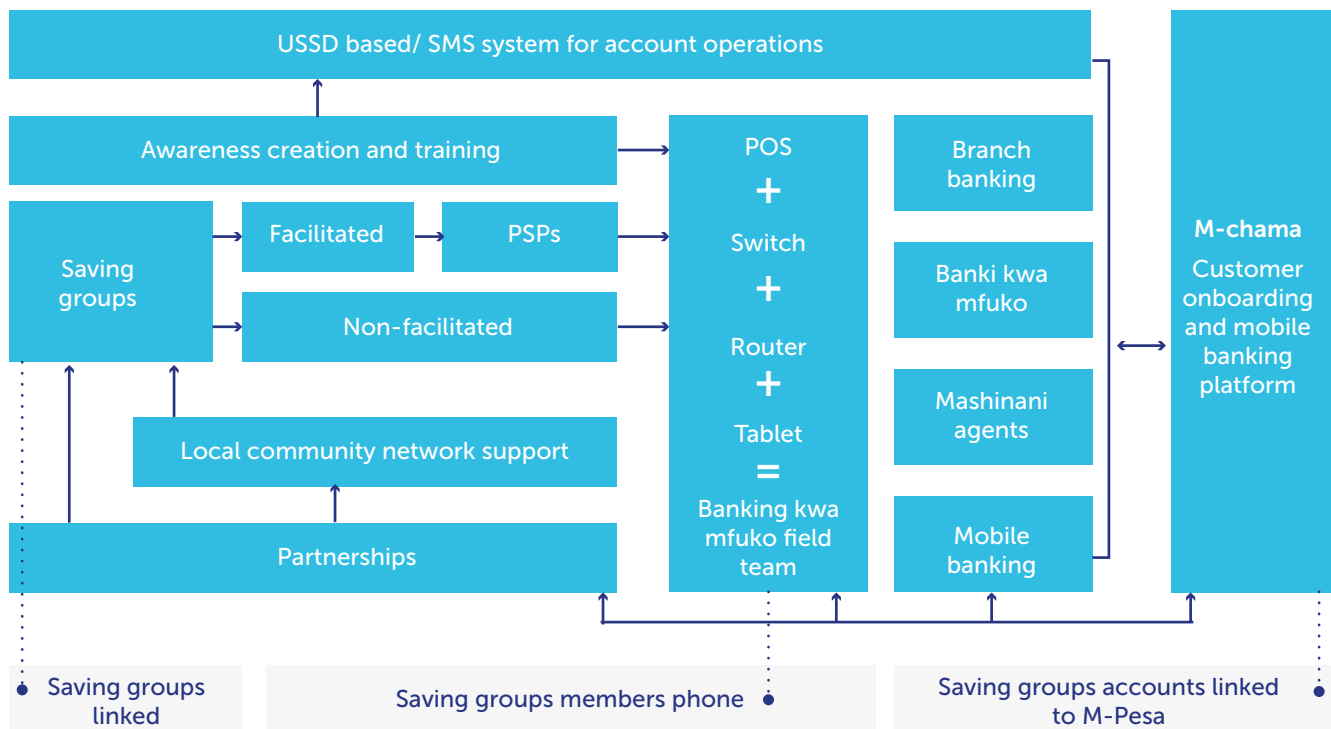 USSD based/ SMS system for account operations
Awareness creation and training
Saving
groups
Facilitated
PSPs
Non-facilitated
Local community network support
Partnerships
POS
+
Switch
+
Router
+
Tablet
=
Banking kwa
mfuko field
team
Branch
banking
Banki kwa
mfuko
Mashinani
agents
Mobile
banking
M-chama
Customer
onboarding
and mobile
banking
platform
Saving groups
linked
Saving groups members phone
Saving groups accounts linked
to M-Pesa